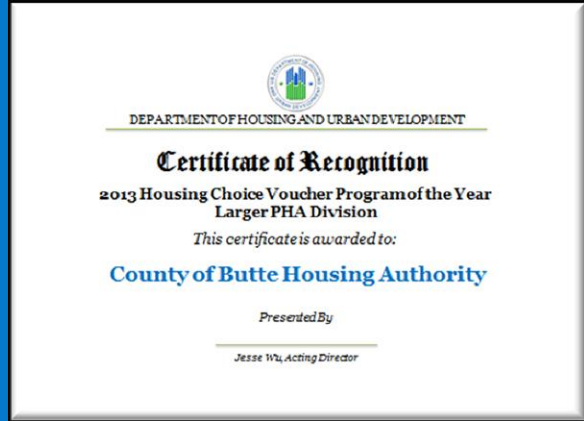 DEPARTMENT OF HOUSING AND URBAN DEVELOPMENT
Certificate of Recognition
2013 Housing Choice Voucher Program of the Year
Larger PHA Division
This certificate is awarded to:
County of Butte Housing Authority
Presented By
Jesse Wu, Acting Director